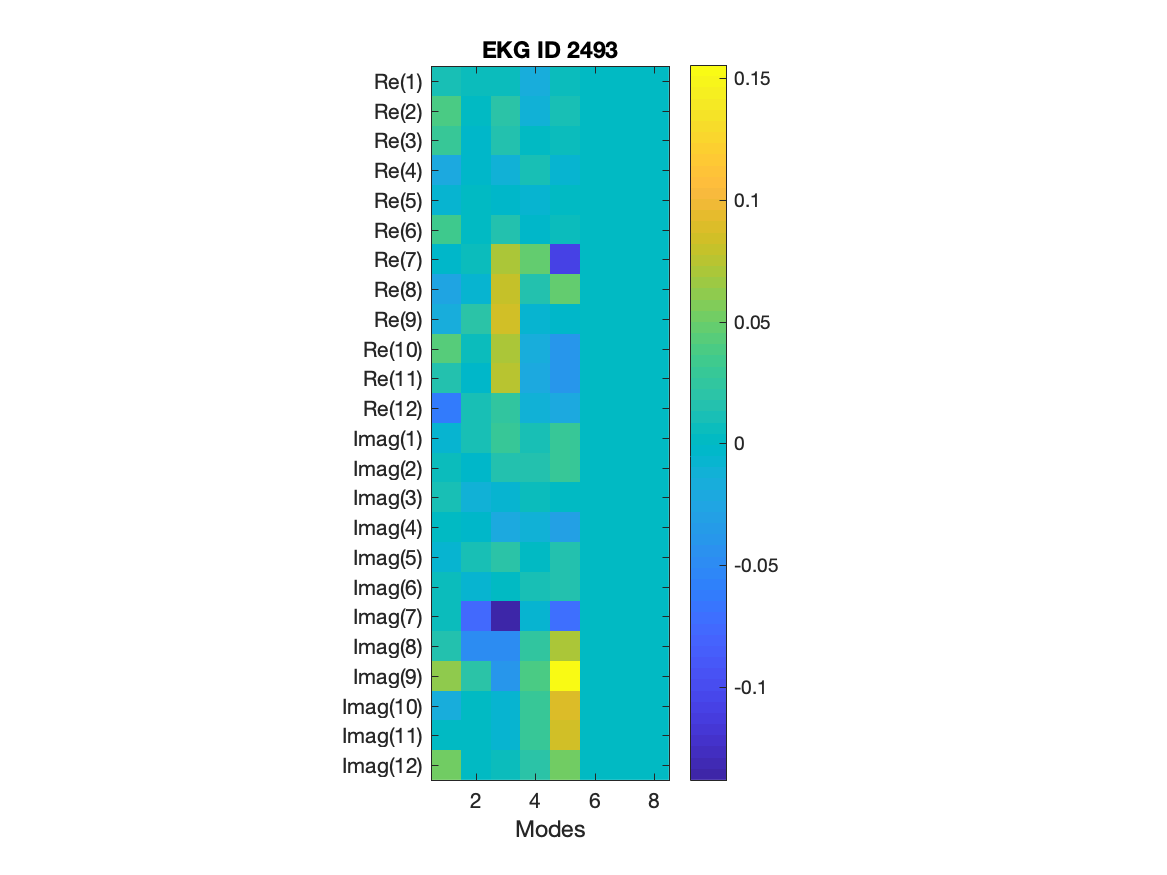 EKG ID 2493
Re(1)
Re(2)
Re(3)
Re(4)
Re(5)
Re(6)
Re(7)
Re(8)
Re(9)
Re(10)
Re(11)
Re(12)
Imag(1)
Imag(2)
Imag(3)
Imag(4)
Imag(5)
Imag(6)
Imag(7)
Imag(8)
Imag(9)
Imag(10)
Imag(11)
Imag(12)
2 4 6 8
Modes
0.15
0.1
0.05
0
-0.05
-0.1